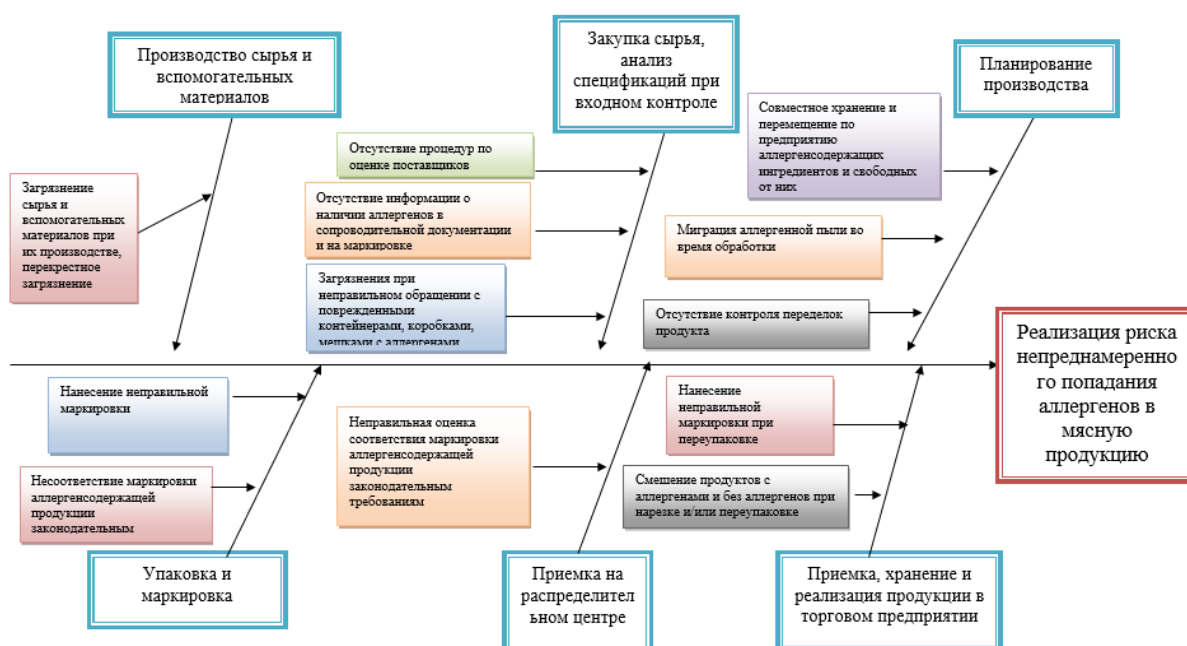 Производство сырья и
вспомогательных
материалов
Закупка сырья,
анализ
спецификаций при
входном контроле
Планирование
производства
Загрязнение
сырья и
вспомогательных
материалов при
их производстве,
перекрестное
загрязнение
Отсутствие процедур по
оценке поставщиков
Отсутствие информации о
наличии аллергенов в
сопроводительной документации
и на маркировке
Загрязнения при
неправильном обращении с
поврежденными
контейнерами, коробками,
мешками с аллергенами
Совместное хранение и
перемещение по
предприятию
аллергенсодержащих
ингредиентов и свободных
от них
Миграция аллергенной пыли во
время обработки
Отсутствие контроля переделок
продукта
Реализация риска
непреднамеренно
го попадания
аллергенов в
мясную
продукцию
Нанесение неправильной
маркировки
Несоответствие маркировки
аллергенсодержащей
продукции
законодательным
Неправильная оценка
соответствия маркировки
аллергенсодержащей
продукции
законодательным
требованиям
Нанесение
неправильной
маркировки при
переупаковке
Смешение продуктов с
аллергенами и без аллергенов при
нарезке и/или переупаковке
Упаковка и
маркировка
Приемка на
распределител
ьном центре
Приемка, хранение и
реализация продукции в
торговом предприятии